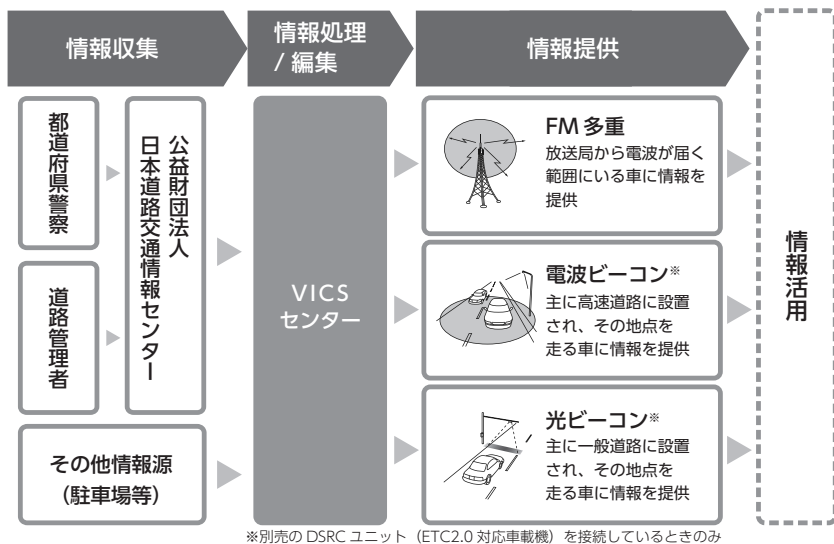 情報収集
情報処理
/ 編集
情報提供
都道府県警察
道路管理者
公益財団法人
日本道路交通情報センター
その他情報源
（駐車場等）
VICS
センター
FM 多重
放送局から電波が届く
範囲にいる車に情報を
提供
電波ビーコン※
主に高速道路に設置
され、その地点を
走る車に情報を提供
光ビーコン※
主に一般道路に設置
され、その地点を
走る車に情報を提供
情報活用
※別売の DSRC ユニット（ETC2.0 対応車載機）を接続しているときのみ